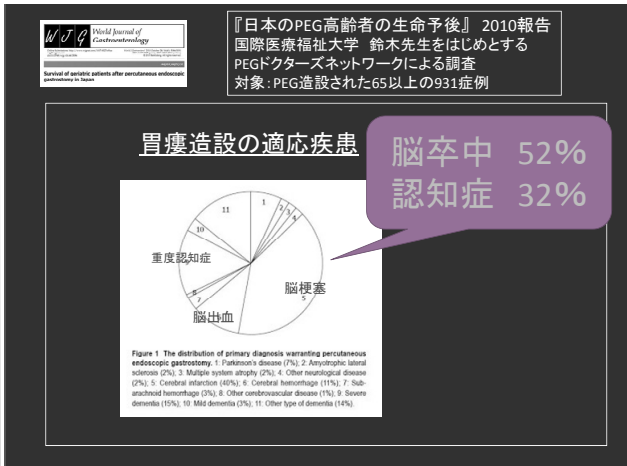 WJG
World Journal of
Gastroenterology
Survival of geriatric patients after percutaneous endoscopic
gastrostomy in Japan
『日本のPEG高齢者の生命予後』 2010報告
国際医療福祉大学 鈴木先生をはじめとする
PEGドクターズネットワークによる調査
対象：PEG造設された65以上の931症例
胃瘻造設の適応疾患
脳卒中 52%
認知症 32%
11
1
2
3
4
10
重度認知症
脳梗塞
5
8
7
脳出血
Figure 1 The distribution of primary diagnosis warranting percutaneous
endoscopic gastrostomy. 1: Parkinson's disease (7%); 2: Amyotrophic lateral
sclerosis (2%); 3: Multiple system atrophy (2%); 4: Other neurological disease
(2%); 5: Cerebral infarction (40%); 6: Cerebral hemorrhage (11%); 7: Sub-
arachnoid hemorrhage (3%); 8: Other cerebrovascular disease (1%); 9: Severe
dementia (15%); 10: Mild dementia (3%); 11: Other type of dementia (14%).